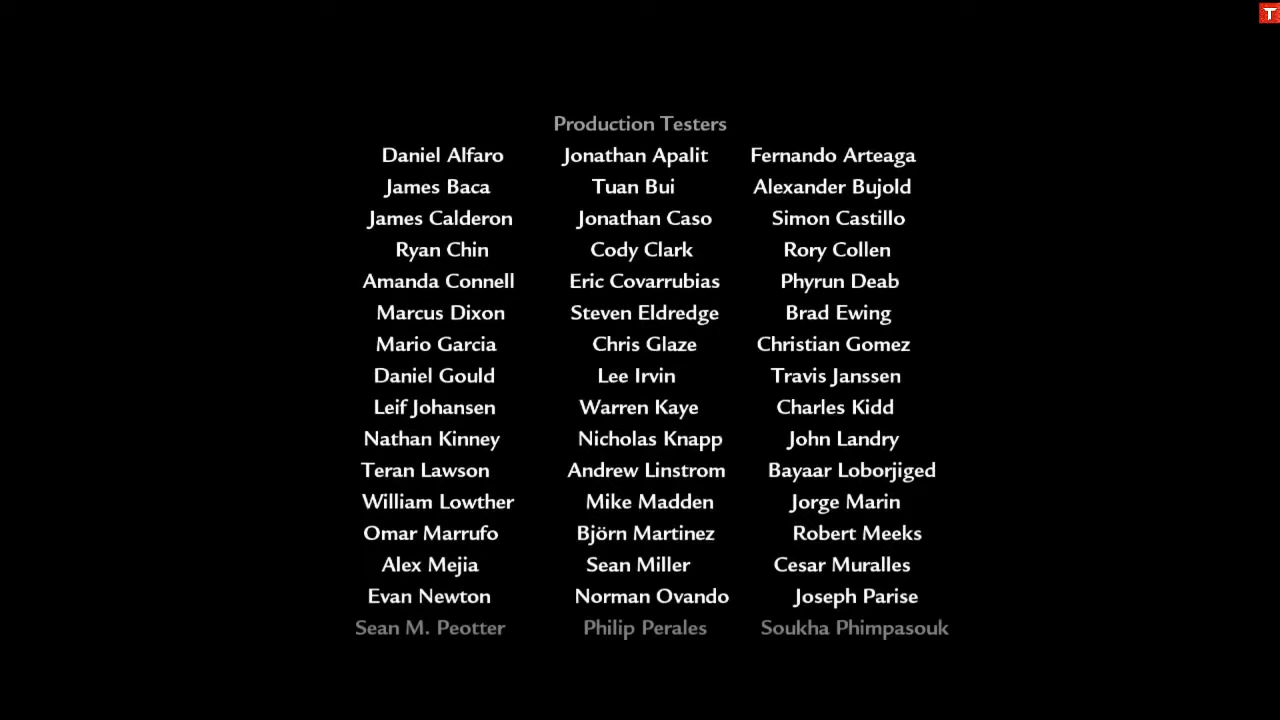 T
Production Testers
Daniel Alfaro Jonathan Apalit Fernando Arteaga
James Baca Tuan Bui Alexander Bujold
James Calderon Jonathan Caso Simon Castillo
Ryan Chin Cody Clark Rory Collen
Amanda Connell Eric Covarrubias Phyrun Deab
Marcus Dixon Steven Eldredge Brad Ewing
Mario Garcia Chris Glaze Christian Gomez
Daniel Gould Lee Irvin Travis Janssen
Leif Johansen Warren Kaye Charles Kidd
Nathan Kinney Nicholas Knapp John Landry
Teran Lawson Andrew Linstrom Bayaar Loborjiged
William Lowther Mike Madden Jorge Marin
Omar Marrufo Björn Martinez Robert Meeks
Alex Mejia Sean Miller Cesar Muralles
Evan Newton Norman Ovando Joseph Parise
Sean M. Peotter Philip Perales Soukha Phimpasouk